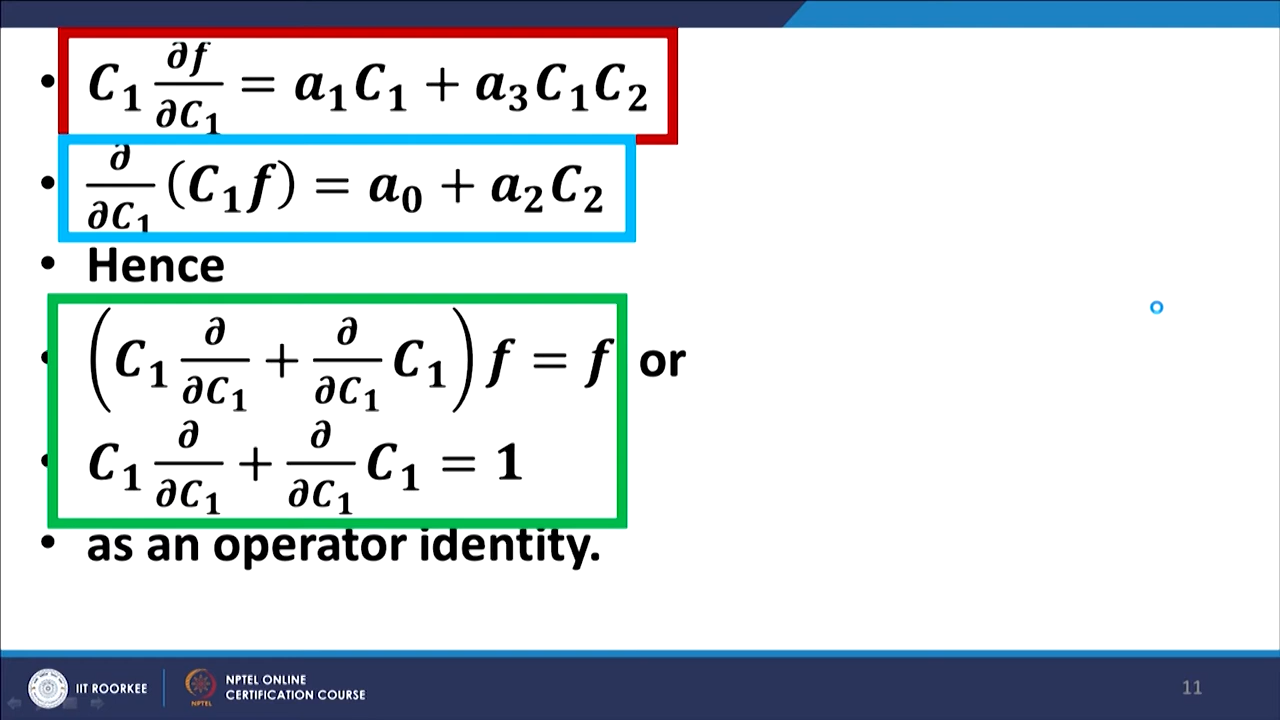 • C₁ ∂f/∂C₁ = a₁C₁ + a₃C₁C₂
• ∂/∂C₁ (C₁f) = a₀ + a₂C₂
• Hence
• (C₁ ∂/∂C₁ + ∂/∂C₁ C₁) f = f or
• C₁ ∂/∂C₁ + ∂/∂C₁ C₁ = 1
• as an operator identity.
IIT ROORKEE
NPTEL
NPTEL ONLINE
CERTIFICATION COURSE
11